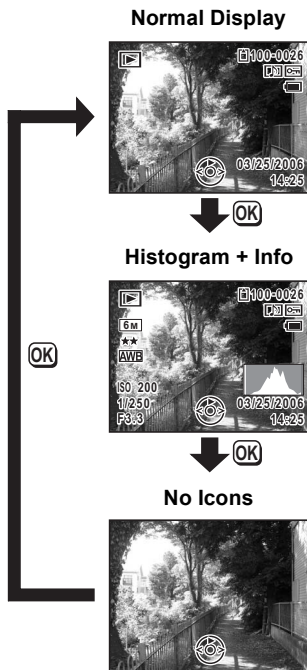 Normal Display
100-0026
03/25/2006
14:25
OK
Histogram + Info
100-0026
6M
AWB
ISO 200
1/250
F3.3
03/25/2006
14:25
OK
OK
No Icons